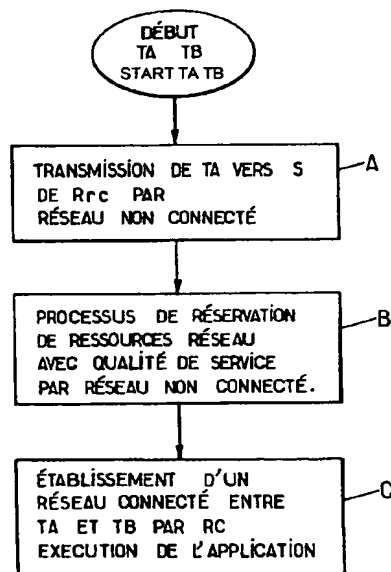 DÉBUT
TA TB
START TA TB
TRANSMISSION DE TA VERS S
DE Rrc PAR
RÉSEAU NON CONNECTÉ
A
PROCESSUS DE RÉSERVATION
DE RESSOURCES RÉSEAU
AVEC QUALITÉ DE SERVICE
PAR RÉSEAU NON CONNECTÉ.
B
ÉTABLISSEMENT D'UN
RÉSEAU CONNECTÉ ENTRE
TA ET TB PAR RC
EXECUTION DE L'APPLICATION
C